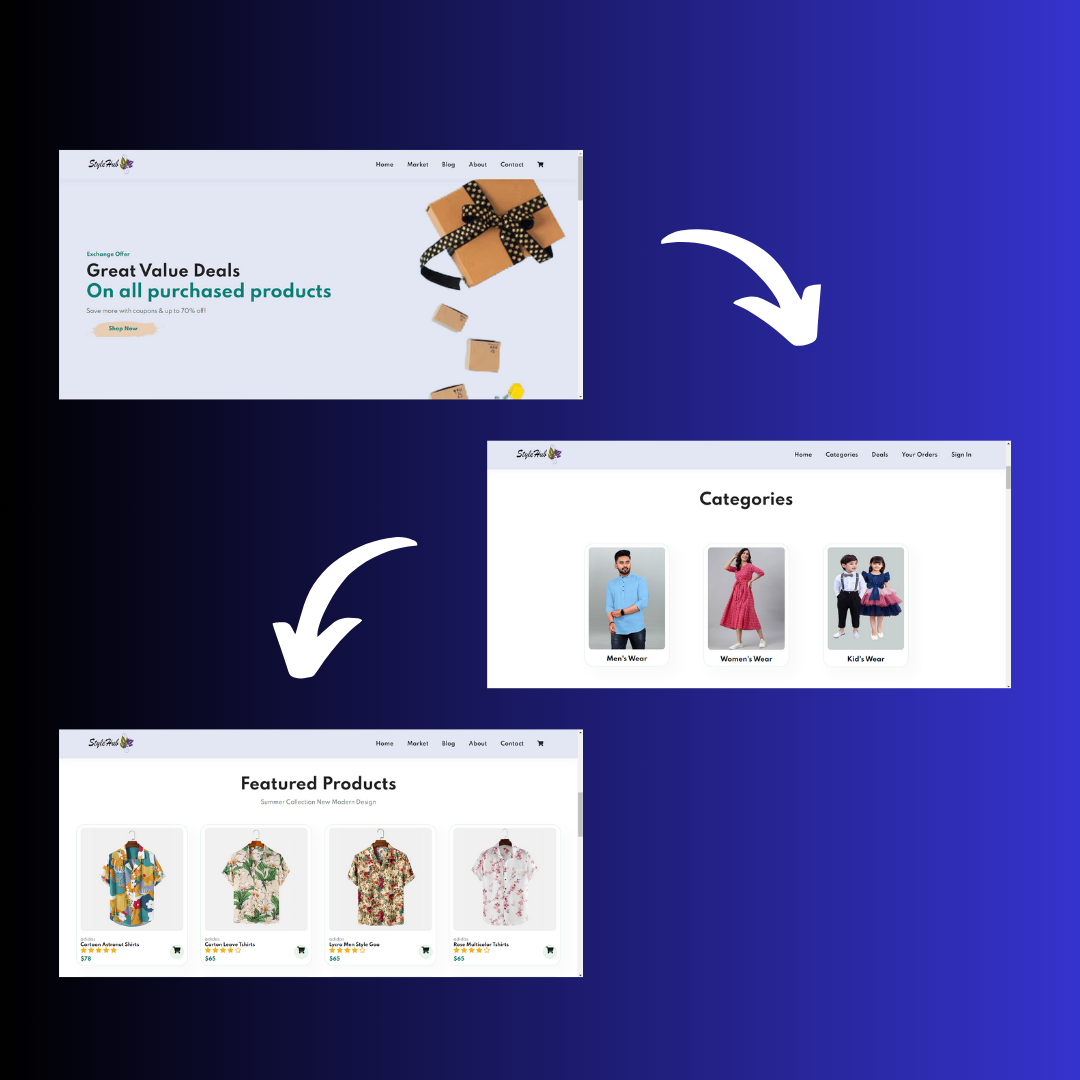 StyleHub
Home Market Blog About Contact
Exchange Offer
Great Value Deals
On all purchased products
Save more with coupons & up to 70% off!
Shop Now
StyleHub
Home Categories Deals Your Orders Sign In
Categories
Men's Wear Women's Wear Kid's Wear
StyleHub
Home Market Blog About Contact
Featured Products
Summer Collection New Modern Design
adidas adidas adidas adidas
Cartoon Astronat Shirts Carton Leave Tshirts Lycra Men Style Goa Rose Multicolor Tshirts
$78 $65 $65 $65